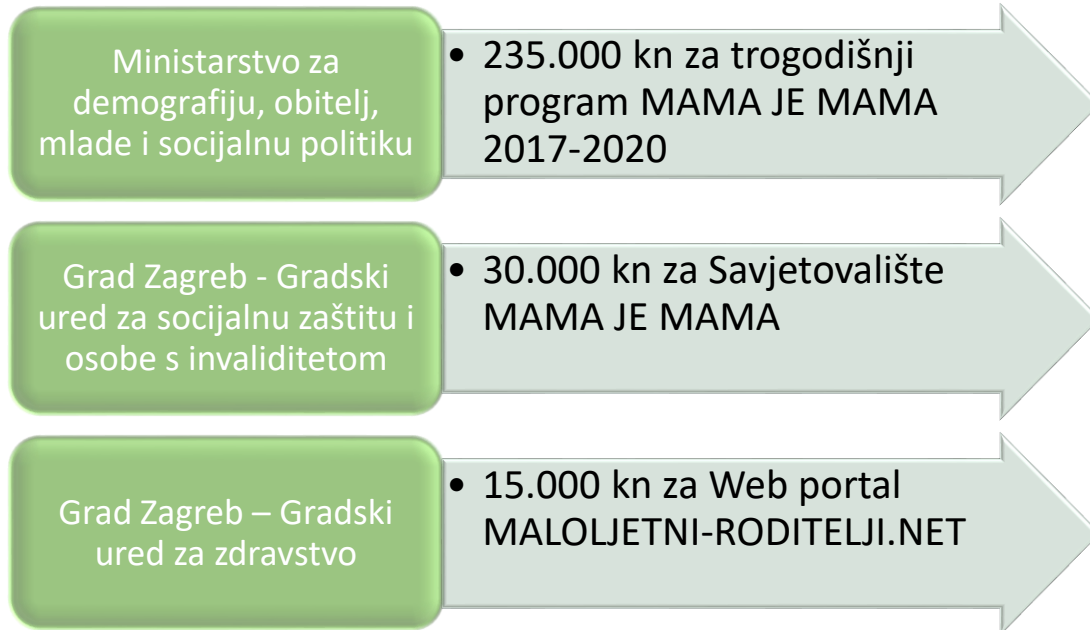 Ministarstvo za
demografiju, obitelj,
mlade i socijalnu politiku
• 235.000 kn za trogodišnji
program MAMA JE MAMA
2017-2020
Grad Zagreb - Gradski
ured za socijalnu zaštitu i
osobe s invaliditetom
• 30.000 kn za Savjetovalište
MAMA JE MAMA
Grad Zagreb – Gradski
ured za zdravstvo
• 15.000 kn za Web portal
MALOLJETNI-RODITELJI.NET